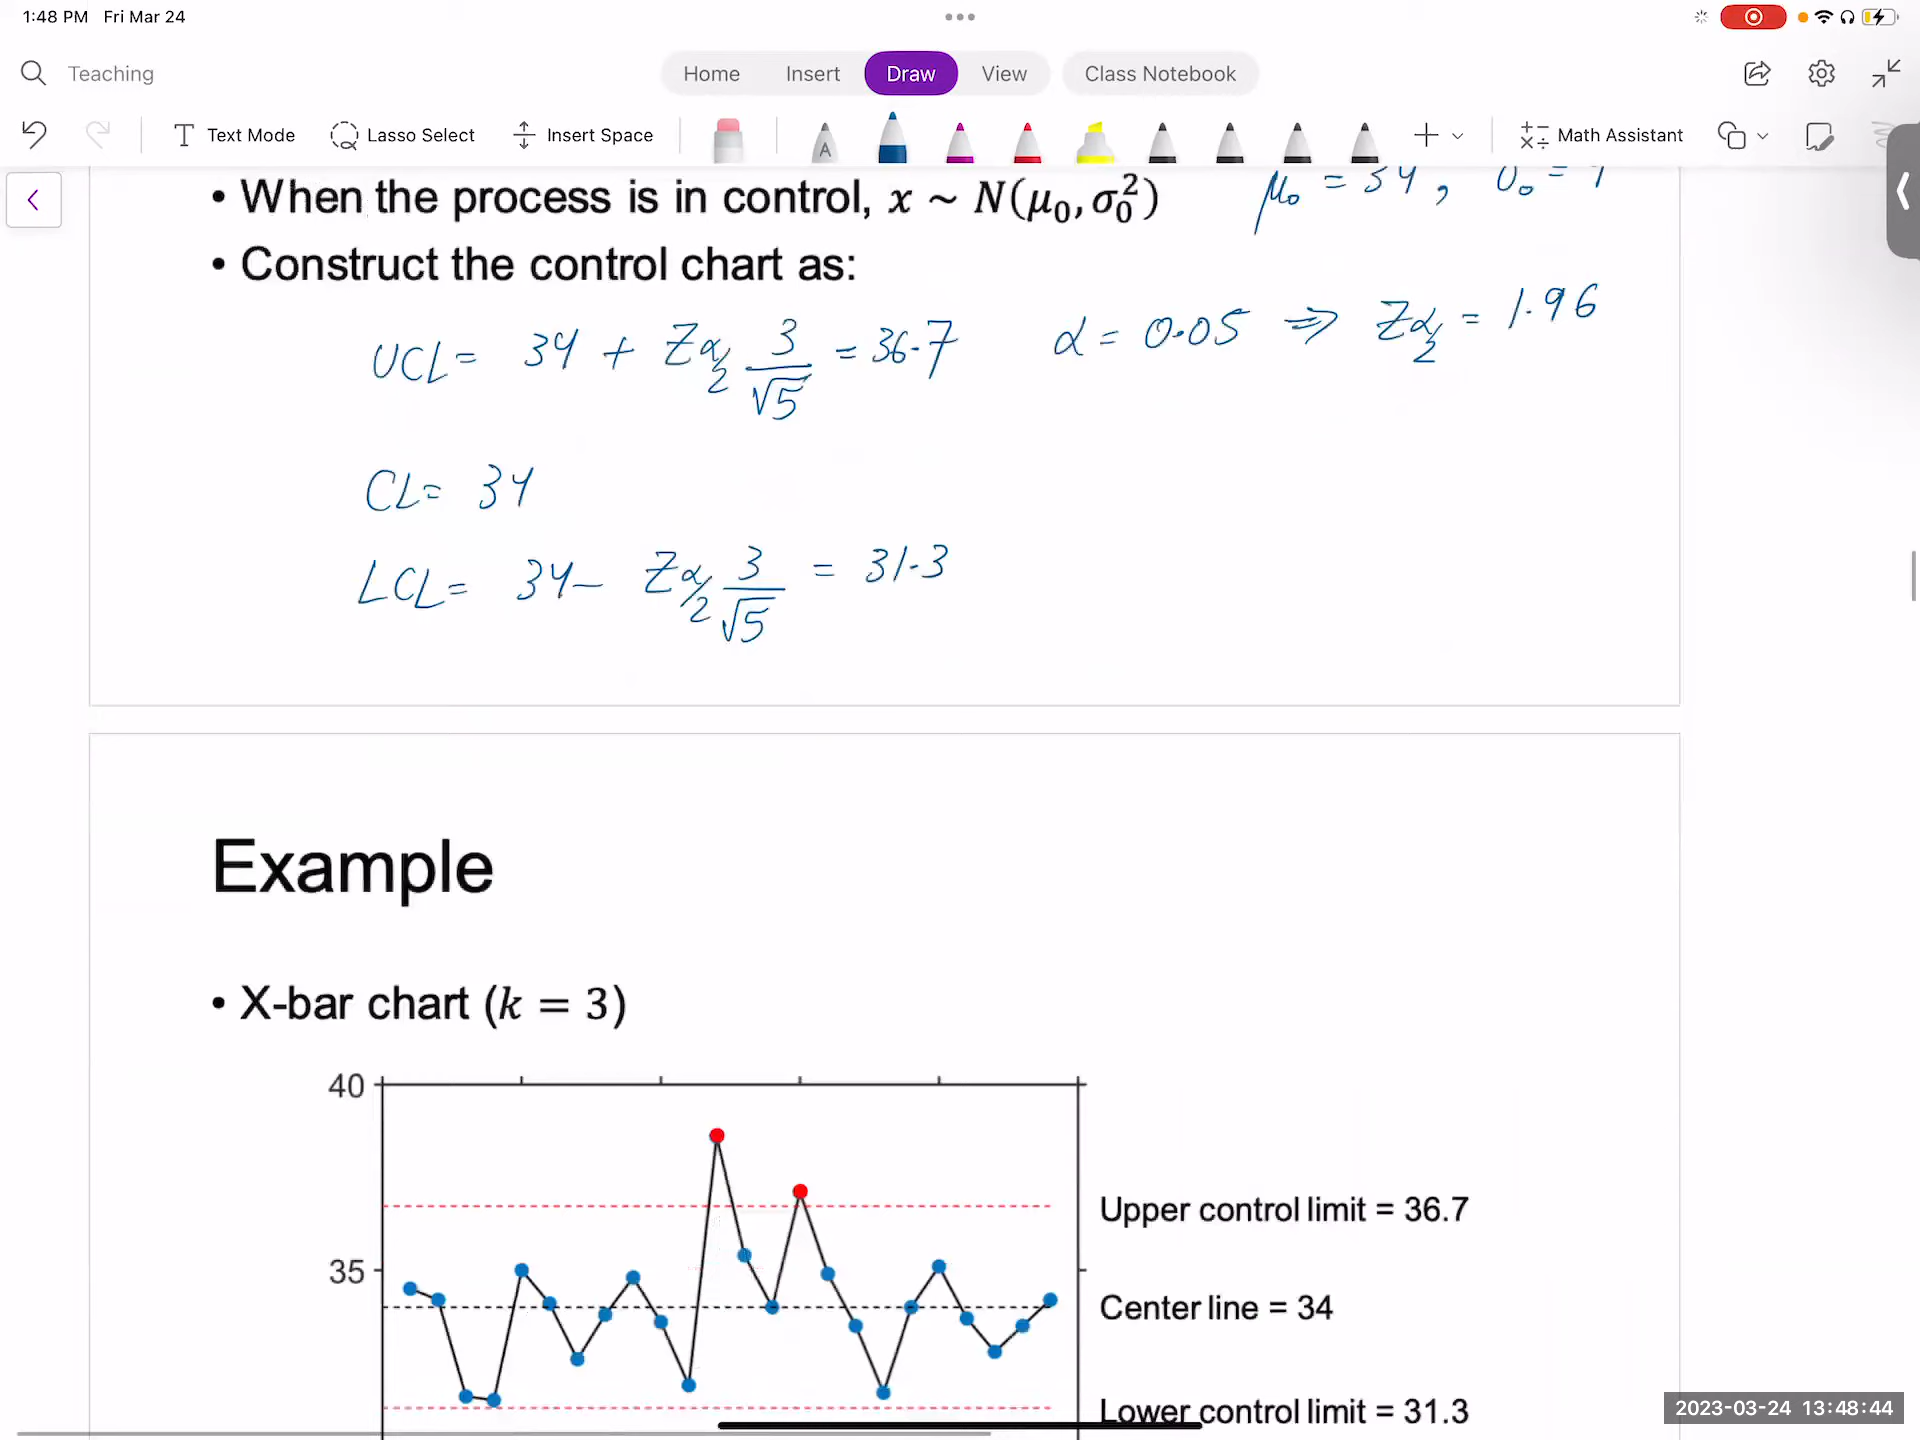 1:48 PM Fri Mar 24
Teaching
Home Insert Draw View Class Notebook
Text Mode Lasso Select Insert Space A Math Assistant
• When the process is in control, x ~ N(μ₀, σ₀²) μ₀ = 34,
• Construct the control chart as:
UCL = 34 + Zα/2 3/√5 = 36.7 α = 0.05 ⇒ Zα/2 = 1.96
CL = 34
LCL = 34 − Zα/2 3/√5 = 31.3
Example
• X-bar chart (k = 3)
40
Upper control limit = 36.7
35
Center line = 34
Lower control limit = 31.3
2023-03-24 13:48:44